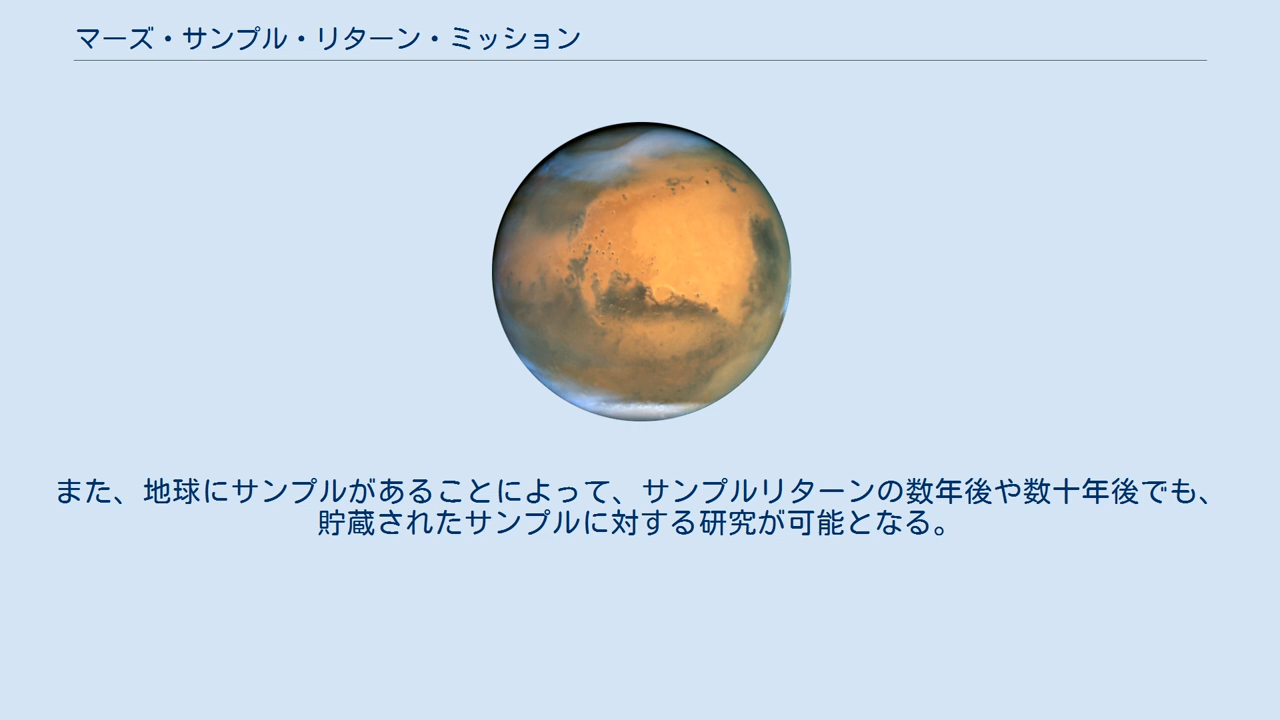 マーズ・サンプル・リターン・ミッション
また、地球にサンプルがあることによって、サンプルリターンの数年後や数十年後でも、
貯蔵されたサンプルに対する研究が可能となる。